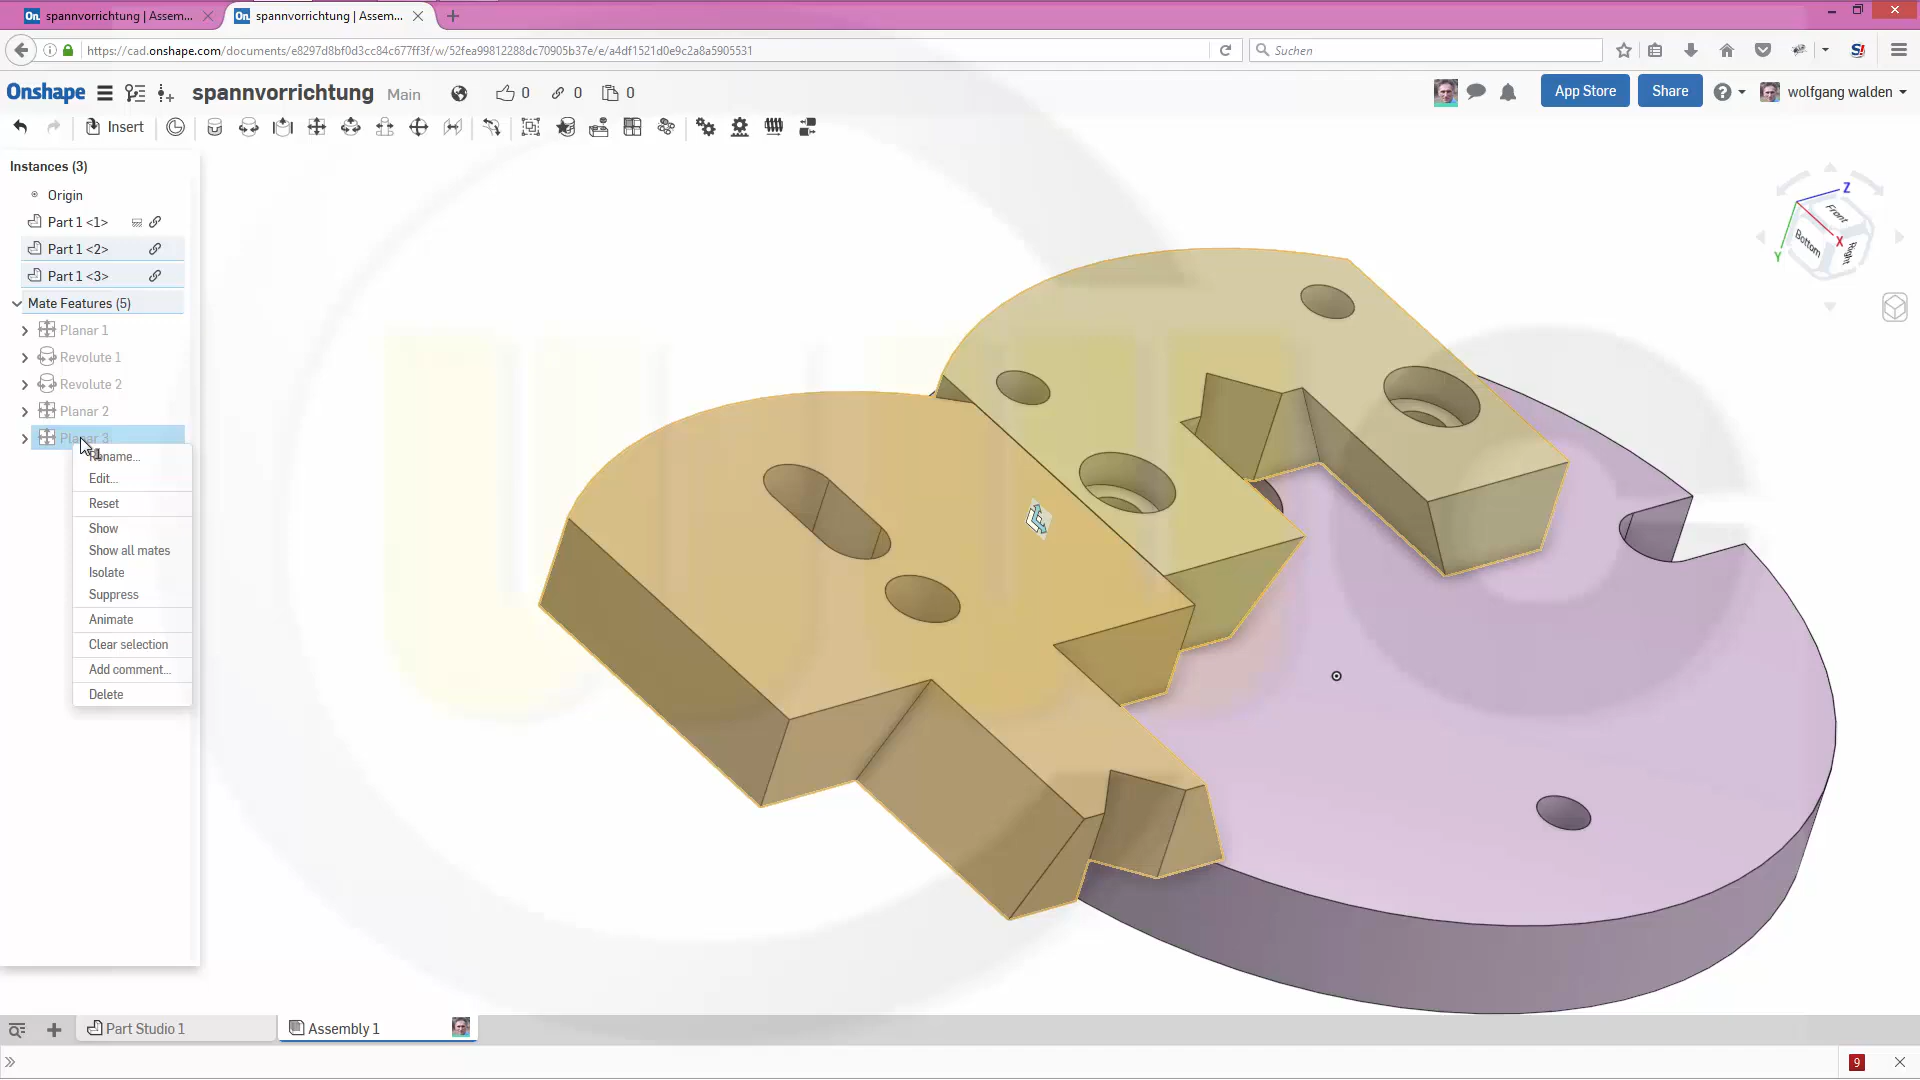 spannvorrichtung | Assem...
spannvorrichtung | Assem...
https://cad.onshape.com/documents/e8297d8bf0d3cc84c677ff3f/w/52fea99812288dc70905b37e/e/a4df1521d0e9c2a8a5905531
Suchen
Onshape
spannvorrichtung Main
0
0
0
App Store
Share
wolfgang walden
Insert
Instances (3)
Origin
Part 1 <1>
Part 1 <2>
Part 1 <3>
Mate Features (5)
Planar 1
Revolute 1
Revolute 2
Planar 2
Planar 3
Rename...
Edit...
Reset
Show
Show all mates
Isolate
Suppress
Animate
Clear selection
Add comment...
Delete
Z
Front
Bottom
Right
X
Y
Part Studio 1
Assembly 1
9